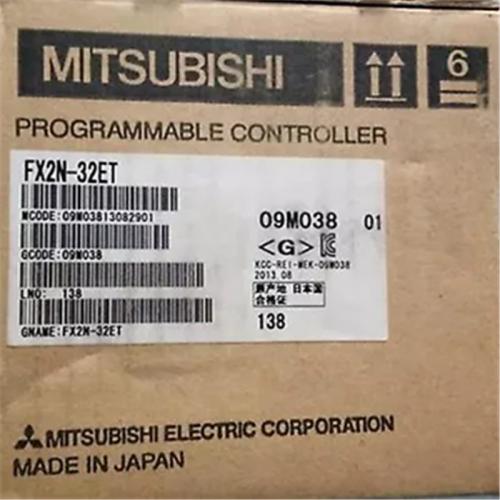 MITSUBISHI
6
PROGRAMMABLE CONTROLLER
FX2N-32ET
MCODE:09M03813082901
09M038 01
<G>
GCODE:09M038
KCC-REI-MEK-09M038
2013.08
LNO: 138
原产地 日本国
合格证
138
GNAME:FX2N-32ET
MITSUBISHI ELECTRIC CORPORATION
MADE IN JAPAN